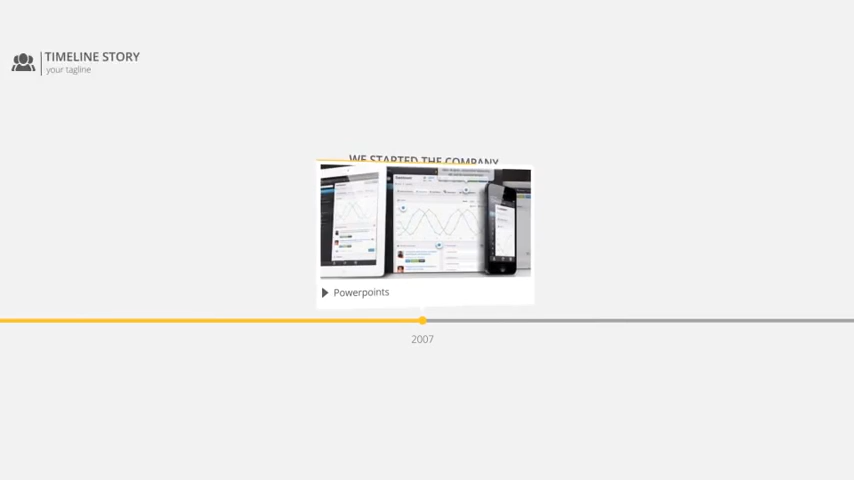 TIMELINE STORY
your tagline
WE STARTED THE COMPANY
Powerpoints
2007